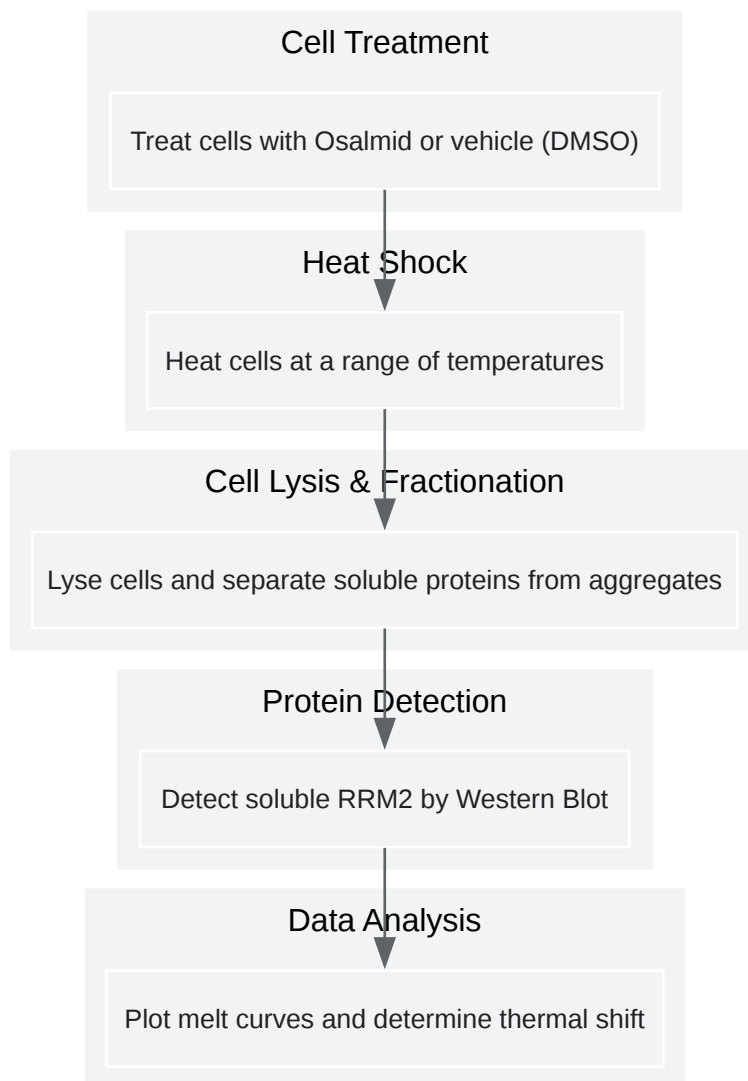 Cell Treatment
Treat cells with Osalmid or vehicle (DMSO)
Heat Shock
Heat cells at a range of temperatures
Cell Lysis & Fractionation
Lyse cells and separate soluble proteins from aggregates
Protein Detection
Detect soluble RRM2 by Western Blot
Data Analysis
Plot melt curves and determine thermal shift